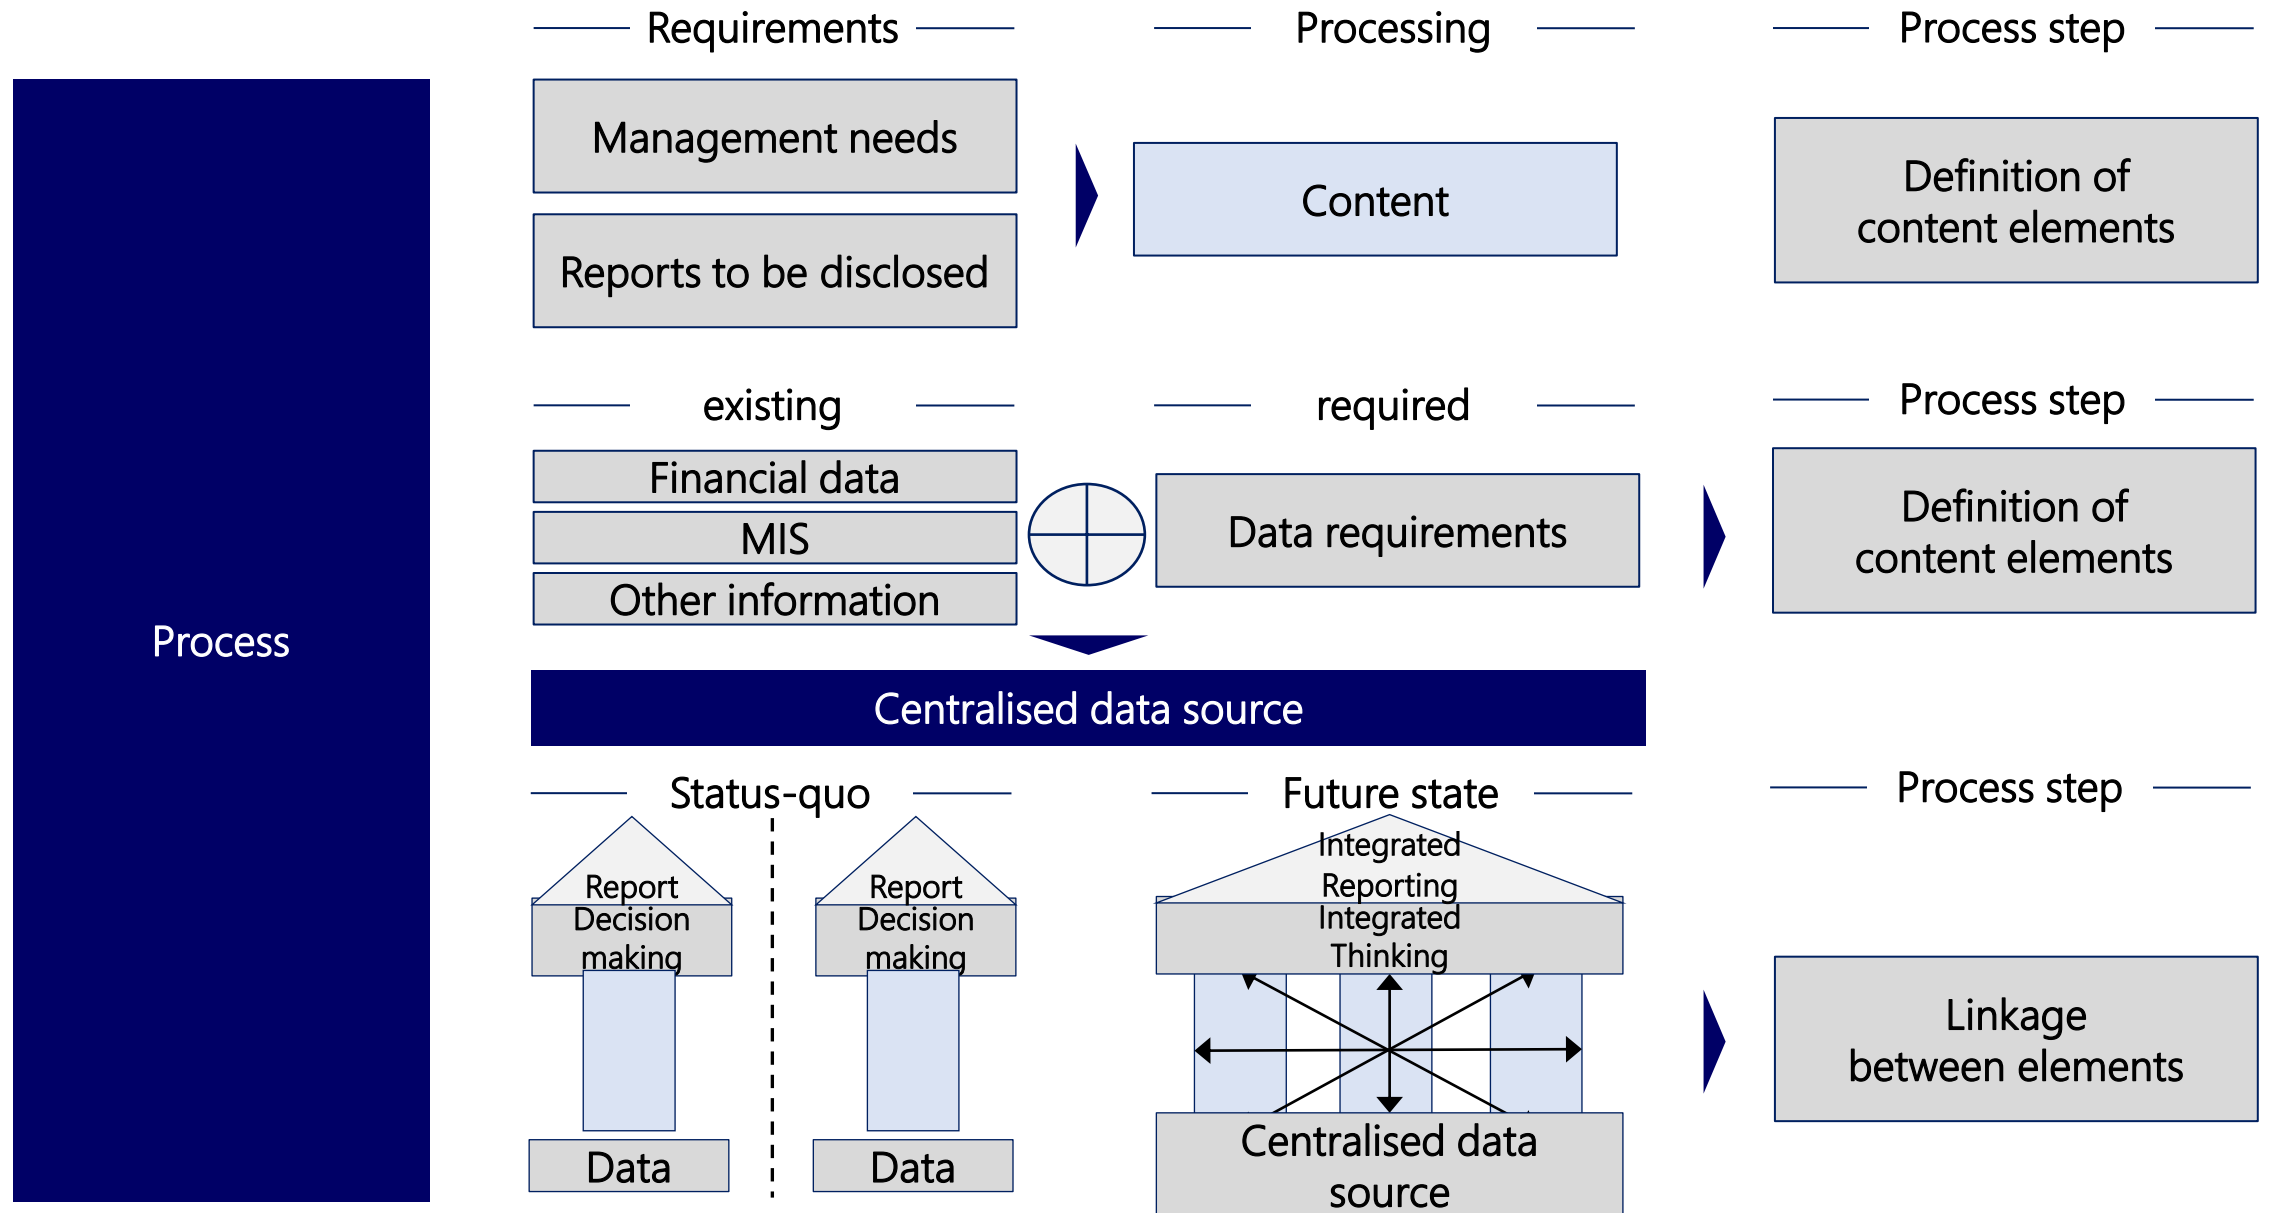 Requirements
Processing
Process step
Management needs
Reports to be disclosed
Content
Definition of
content elements
existing
required
Process step
Financial data
MIS
Other information
Data requirements
Definition of
content elements
Process
Centralised data source
Status-quo
Future state
Process step
Report
Decision
making
Data
Report
Decision
making
Data
Integrated
Reporting
Integrated
Thinking
Centralised data
source
Linkage
between elements